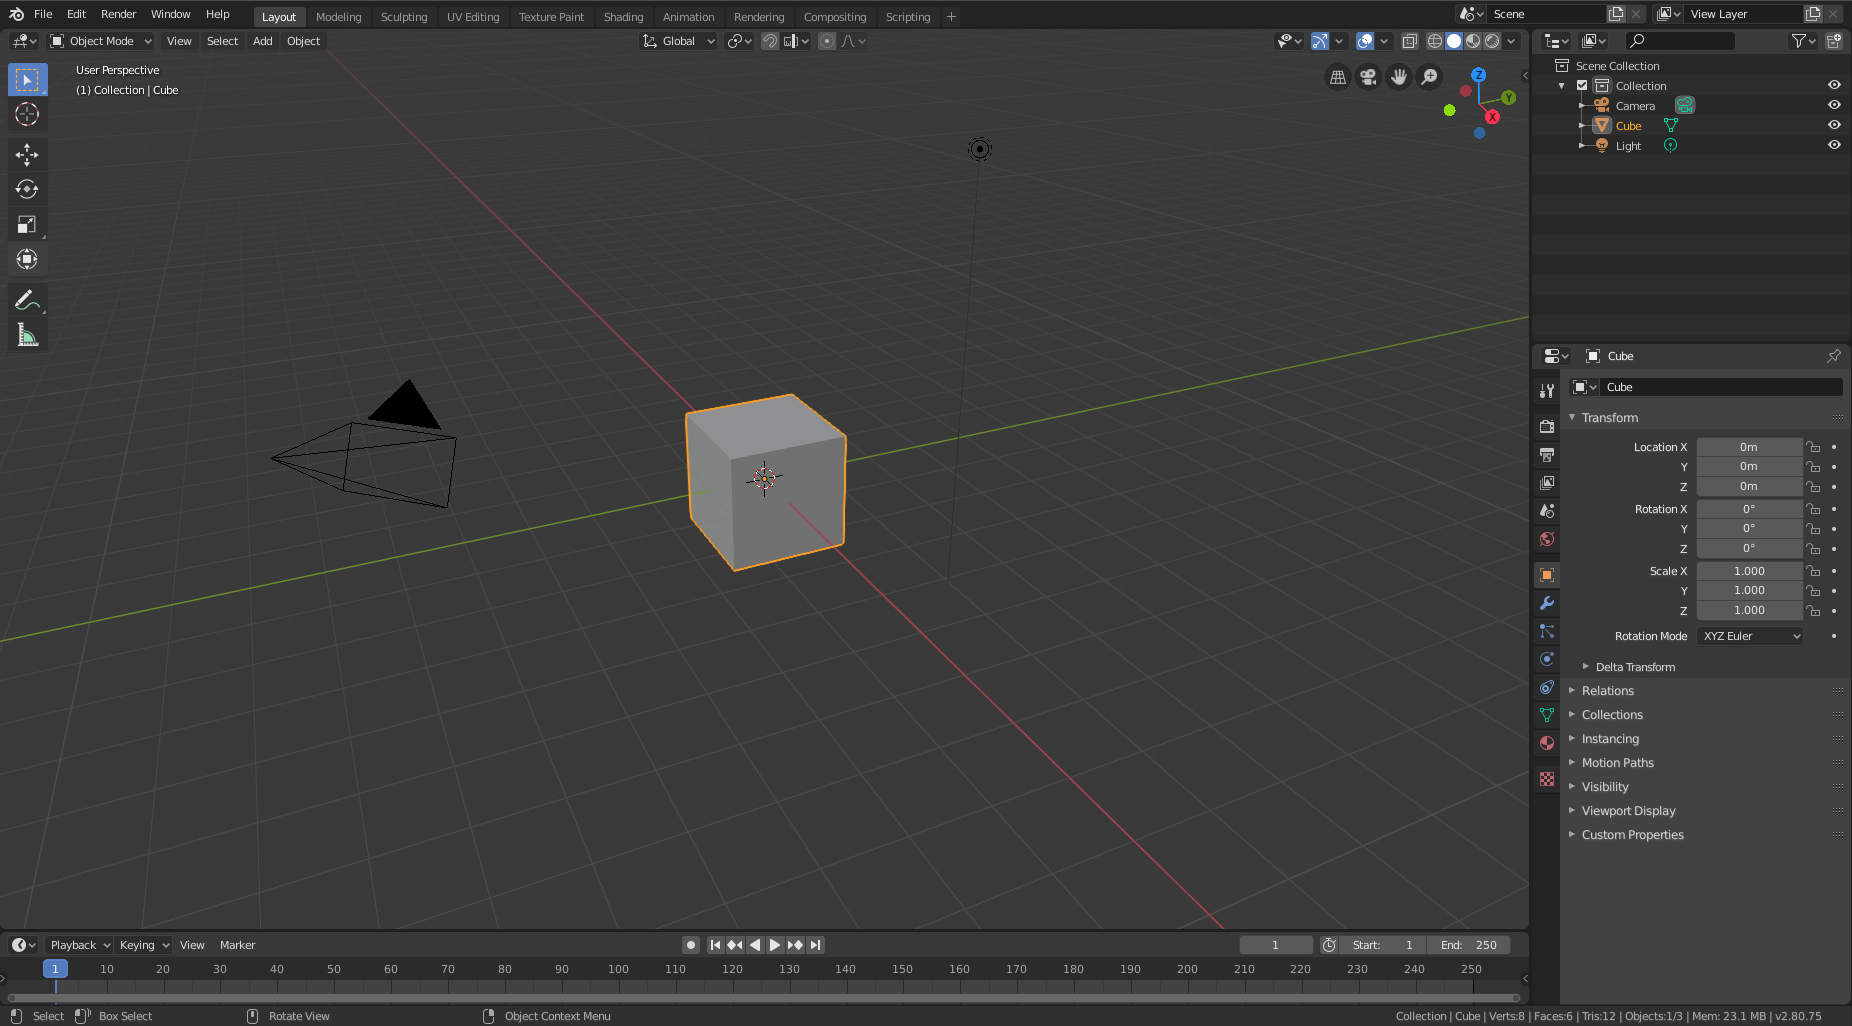 File Edit Render Window Help Layout Modeling Sculpting UV Editing Texture Paint Shading Animation Rendering Compositing Scripting + Scene View Layer
Object Mode View Select Add Object Global
User Perspective
(1) Collection | Cube
Z
Y
X
Scene Collection
Collection
Camera
Cube
Light
Cube
Cube
Transform
Location X 0m
Y 0m
Z 0m
Rotation X 0°
Y 0°
Z 0°
Scale X 1.000
Y 1.000
Z 1.000
Rotation Mode XYZ Euler
Delta Transform
Relations
Collections
Instancing
Motion Paths
Visibility
Viewport Display
Custom Properties
Playback Keying View Marker 1 Start: 1 End: 250
1 10 20 30 40 50 60 70 80 90 100 110 120 130 140 150 160 170 180 190 200 210 220 230 240 250
Select Box Select Rotate View Object Context Menu Collection | Cube | Verts:8 | Faces:6 | Tris:12 | Objects:1/3 | Mem: 23.1 MB | v2.80.75